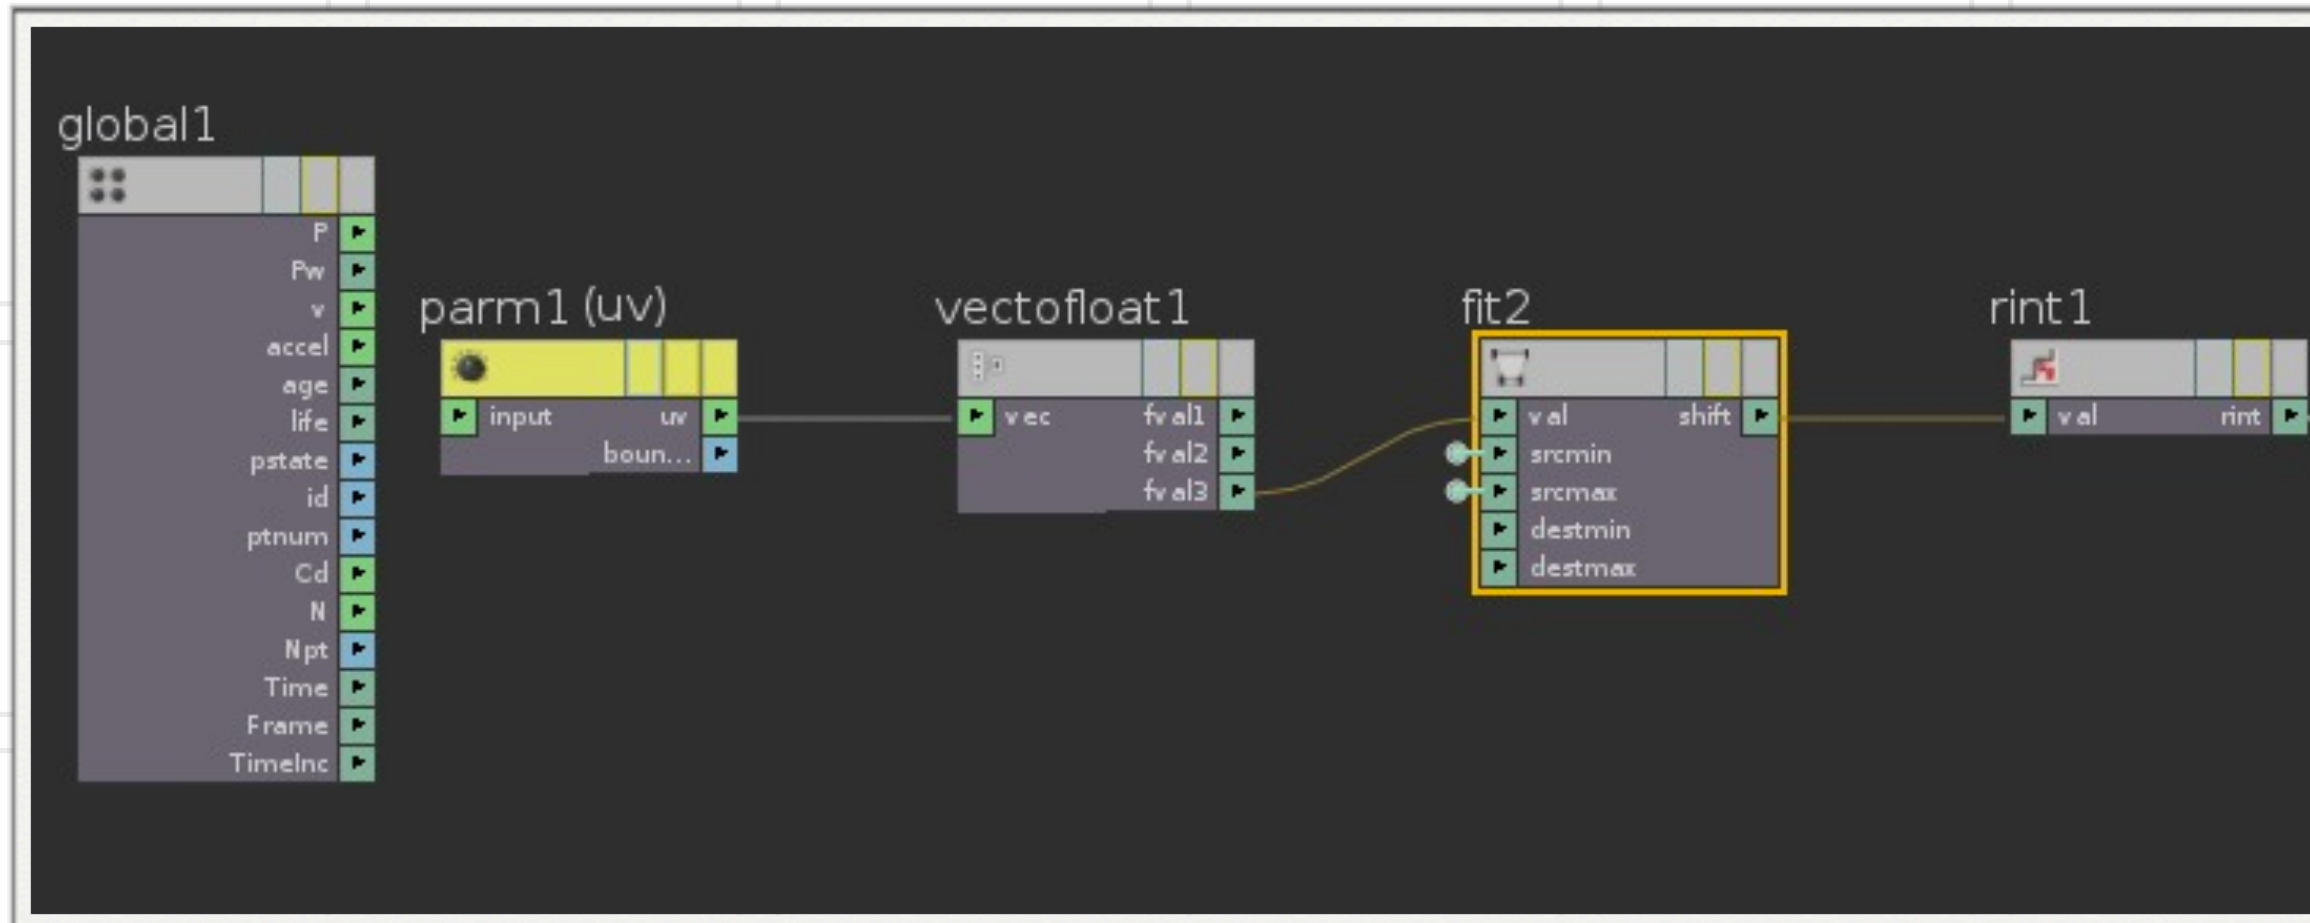 global1
P
Pw
v
accel
age
life
pstate
id
ptnum
Cd
N
Npt
Time
Frame
TimeInc
parm1 (uv)
input uv
boun...
vectofloat1
vec fval1
fval2
fval3
fit2
val shift
srcmin
srcmax
destmin
destmax
rint1
val rint